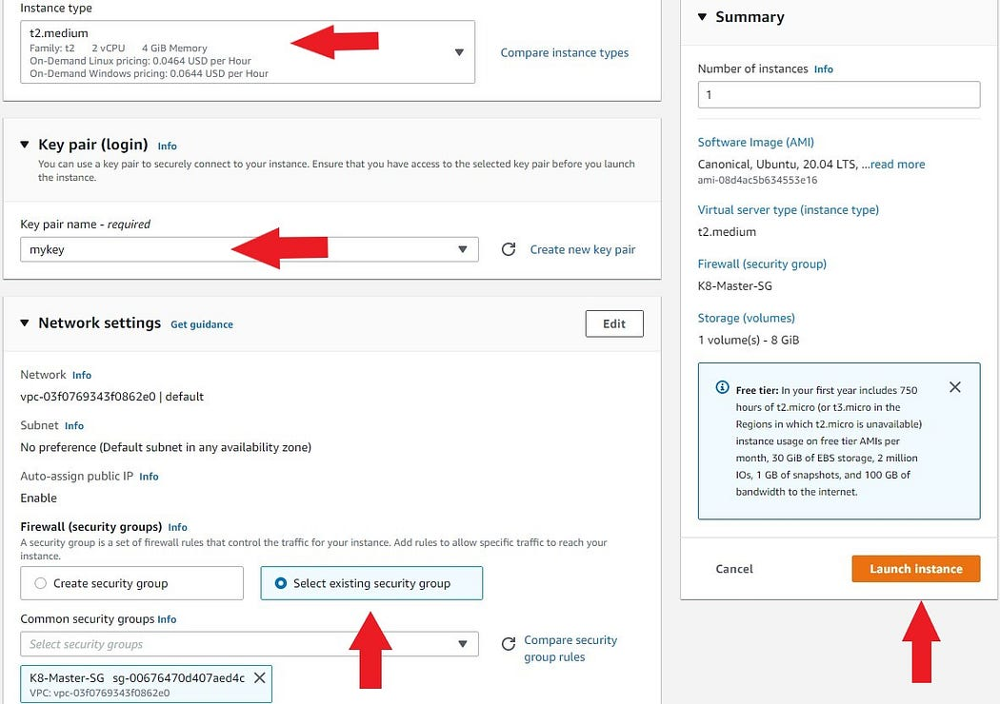 Instance type
t2.medium
Family: t2 2 vCPU 4 GiB Memory
On-Demand Linux pricing: 0.0464 USD per Hour
On-Demand Windows pricing: 0.0644 USD per Hour
Compare instance types
Key pair (login) Info
You can use a key pair to securely connect to your instance. Ensure that you have access to the selected key pair before you launch
the instance.
Key pair name - required
mykey
Create new key pair
Network settings Get guidance
Edit
Network Info
vpc-03f0769343f0862e0 | default
Subnet Info
No preference (Default subnet in any availability zone)
Auto-assign public IP Info
Enable
Firewall (security groups) Info
A security group is a set of firewall rules that control the traffic for your instance. Add rules to allow specific traffic to reach your
instance.
Create security group
Select existing security group
Common security groups Info
Select security groups
Compare security
group rules
K8-Master-SG sg-00676470d407aed4c
VPC: vpc-03f0769343f0862e0
Summary
Number of instances Info
1
Software Image (AMI)
Canonical, Ubuntu, 20.04 LTS, ...read more
ami-08d4ac5b634553e16
Virtual server type (instance type)
t2.medium
Firewall (security group)
K8-Master-SG
Storage (volumes)
1 volume(s) - 8 GiB
Free tier: In your first year includes 750
hours of t2.micro (or t3.micro in the
Regions in which t2.micro is unavailable)
instance usage on free tier AMIs per
month, 30 GiB of EBS storage, 2 million
IOs, 1 GB of snapshots, and 100 GB of
bandwidth to the internet.
Cancel
Launch instance